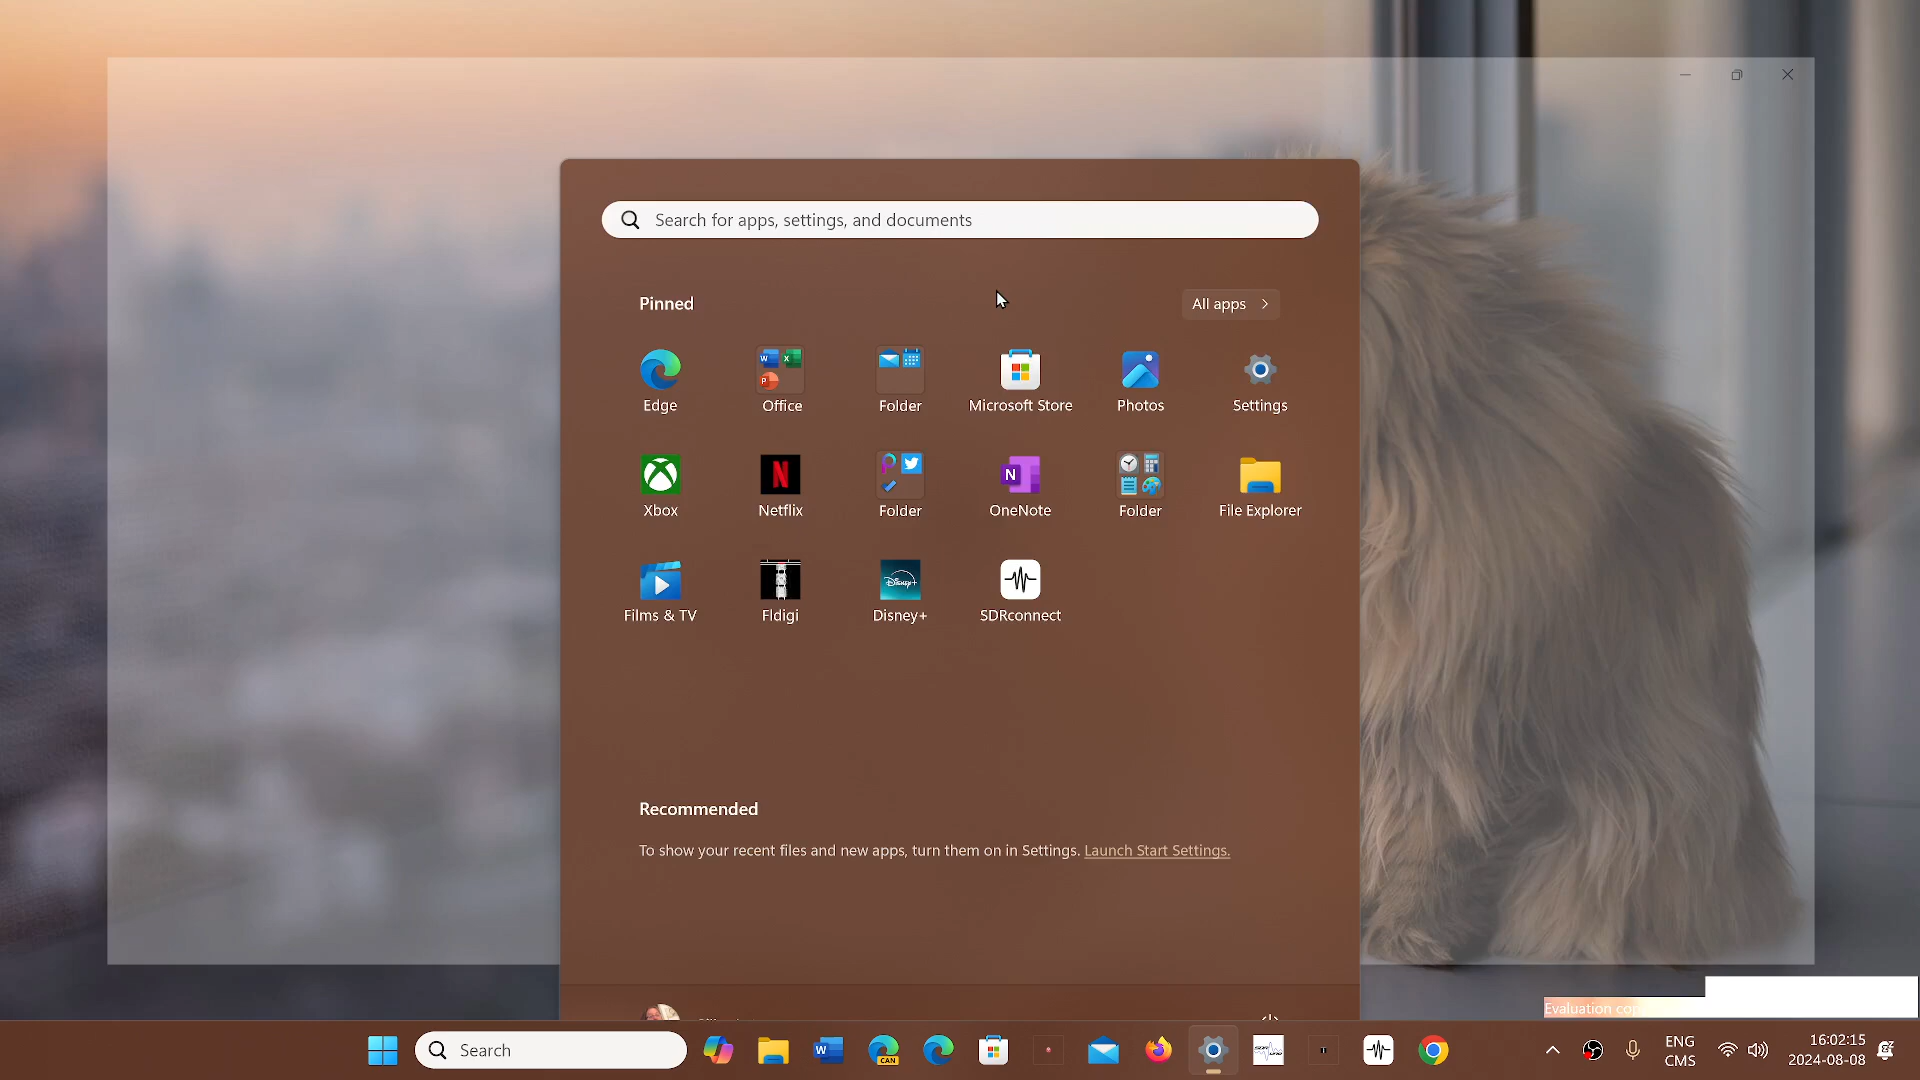 Search for apps, settings, and documents
Pinned
All apps
Edge
Office
Folder
Microsoft Store
Photos
Settings
Xbox
Netflix
Folder
OneNote
Folder
File Explorer
Films & TV
Fldigi
Disney+
SDRconnect
Recommended
To show your recent files and new apps, turn them on in Settings. Launch Start Settings.
Evaluation
Search
CAN
ENG
CMS
16:02:15
2024-08-08